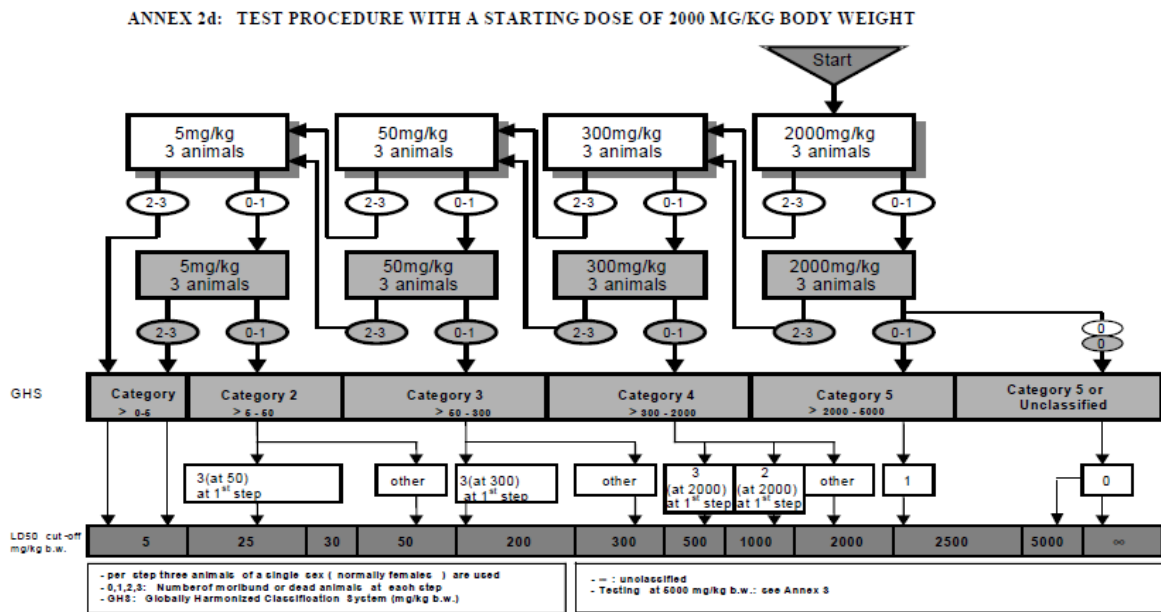 ANNEX 2d: TEST PROCEDURE WITH A STARTING DOSE OF 2000 MG/KG BODY WEIGHT
Start
5mg/kg
3 animals
50mg/kg
3 animals
300mg/kg
3 animals
2000mg/kg
3 animals
2-3
0-1
2-3
0-1
2-3
0-1
2-3
0-1
5mg/kg
3 animals
50mg/kg
3 animals
300mg/kg
3 animals
2000mg/kg
3 animals
2-3
0-1
2-3
0-1
2-3
0-1
2-3
0-1
0
0
GHS
Category
> 0-5
Category 2
> 5 - 50
Category 3
> 50 - 300
Category 4
> 300 - 2000
Category 5
> 2000 - 5000
Category 5 or
Unclassified
3(at 50)
at 1st step
other
3(at 300)
at 1st step
other
3
(at 2000)
at 1st step
2
(at 2000)
at 1st step
other
1
0
LD50 cut-off
mg/kg b.w.
5
25
30
50
200
300
500
1000
2000
2500
5000
∞
- per step three animals of a single sex ( normally females ) are used
- 0,1,2,3: Number of moribund or dead animals at each step
- GHS: Globally Harmonized Classification System (mg/kg b.w.)
- ∞ : unclassified
- Testing at 5000 mg/kg b.w.: see Annex 3